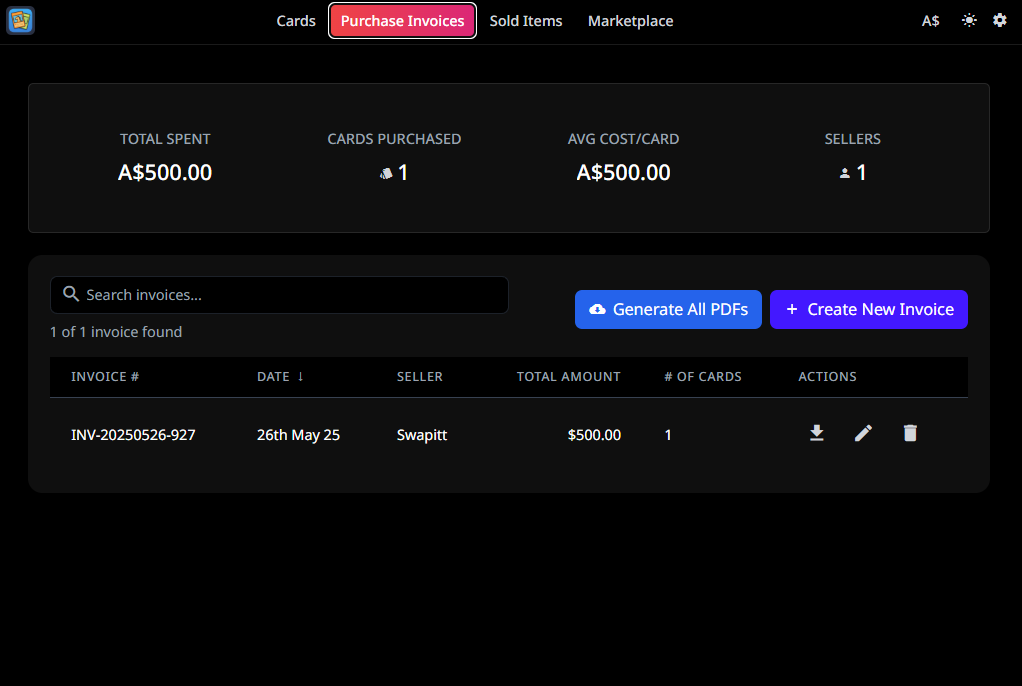 Cards Purchase Invoices Sold Items Marketplace A$
TOTAL SPENT CARDS PURCHASED AVG COST/CARD SELLERS
A$500.00 1 A$500.00 1
Search invoices...
Generate All PDFs + Create New Invoice
1 of 1 invoice found
INVOICE # DATE ↓ SELLER TOTAL AMOUNT # OF CARDS ACTIONS
INV-20250526-927 26th May 25 Swapitt $500.00 1